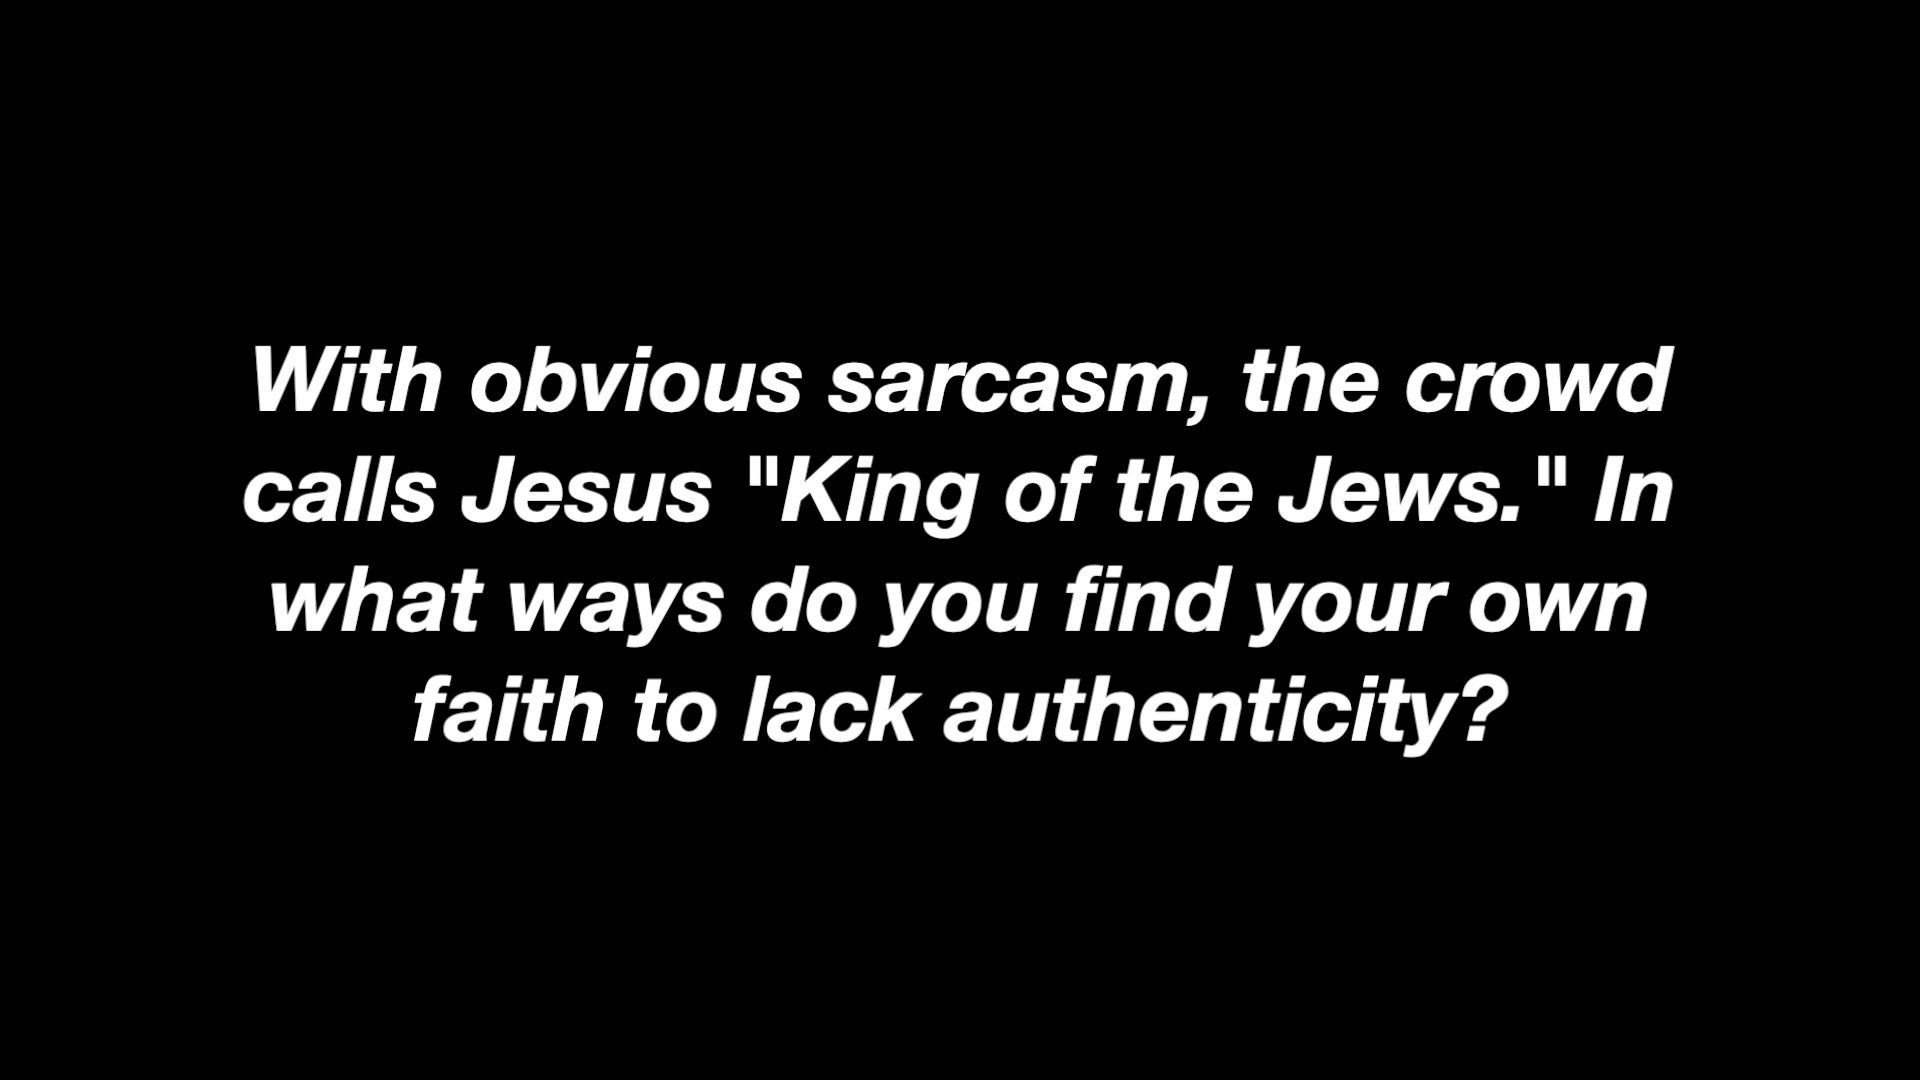 With obvious sarcasm, the crowd
calls Jesus "King of the Jews." In
what ways do you find your own
faith to lack authenticity?